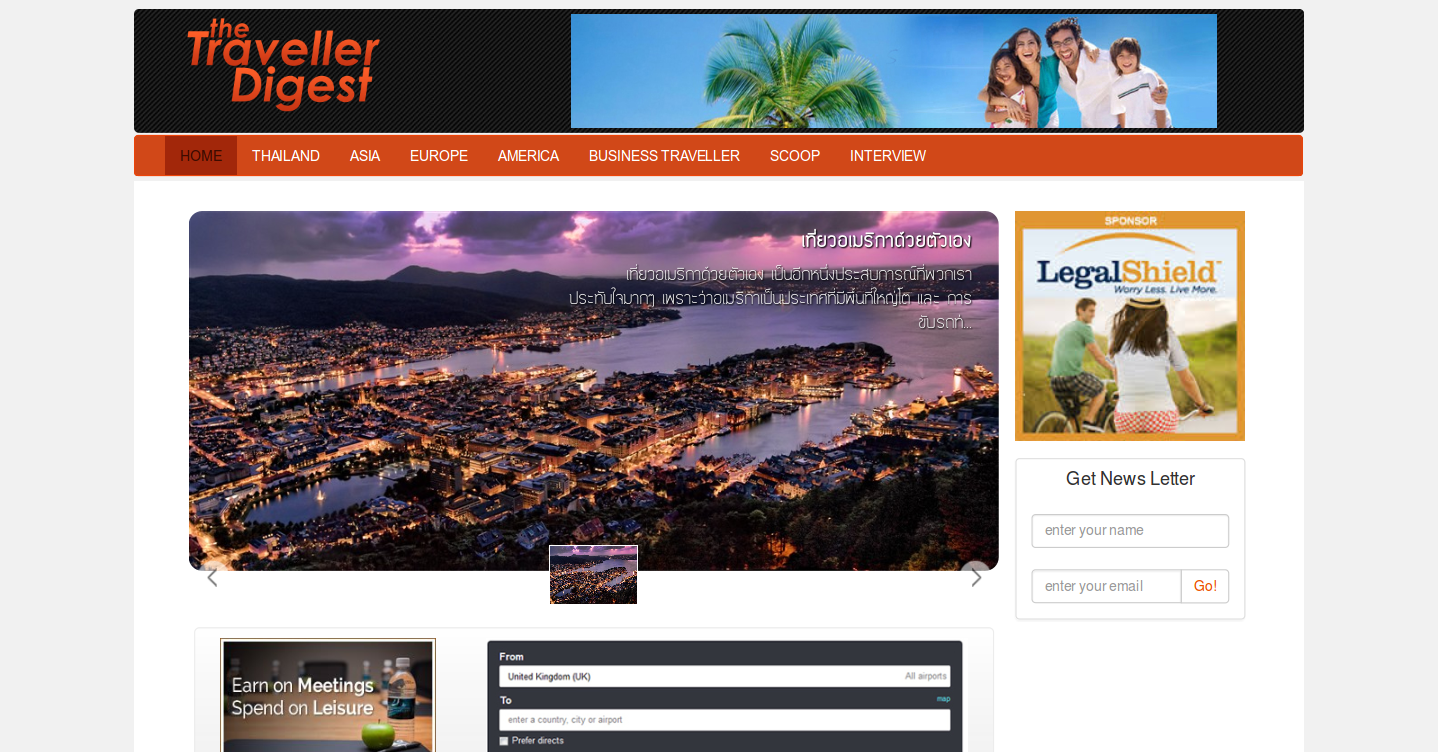 the
Traveller
Digest
HOME THAILAND ASIA EUROPE AMERICA BUSINESS TRAVELLER SCOOP INTERVIEW
เที่ยวอเมริกาด้วยตัวเอง
เที่ยวอเมริกาด้วยตัวเอง เป็นอีกหนึ่งประสบการณ์ที่พวกเรา
ประทับใจมากๆ เพราะว่าอเมริกาเป็นประเทศที่มีพื้นที่ใหญ่โต และ การ
ขับรถท่...
SPONSOR
LegalShield™
Worry Less. Live More.
Get News Letter
enter your name
enter your email Go!
Earn on Meetings
Spend on Leisure
From
United Kingdom (UK) All airports
To map
enter a country, city or airport
Prefer directs